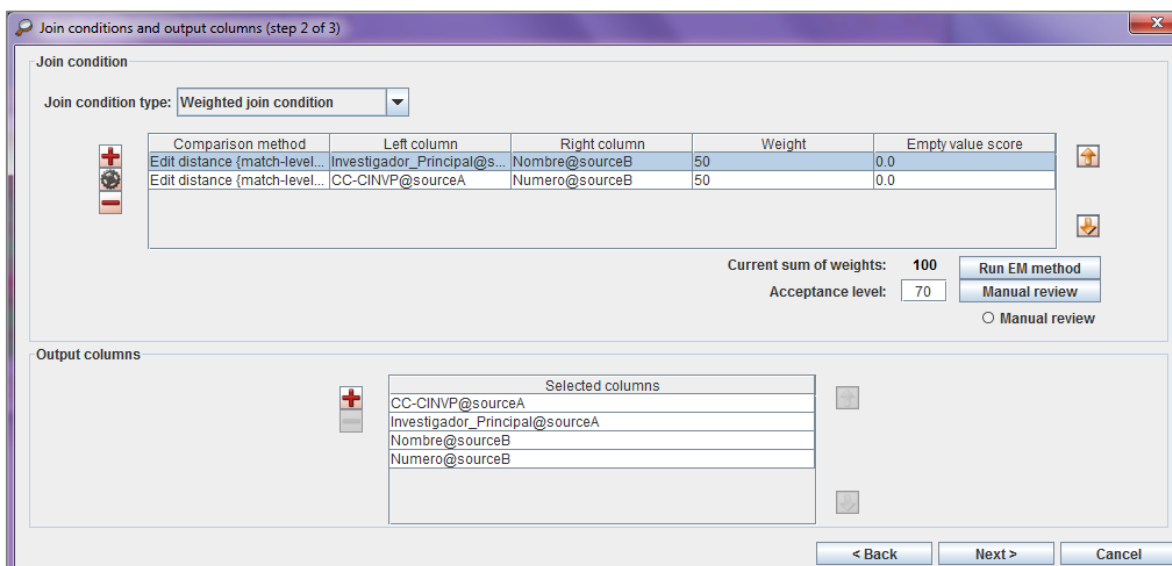 Join conditions and output columns (step 2 of 3)
Join condition
Join condition type: Weighted join condition
Comparison method Left column Right column Weight Empty value score
Edit distance {match-level... Investigador_Principal@s... Nombre@sourceB 50 0.0
Edit distance {match-level... CC-CINVP@sourceA Numero@sourceB 50 0.0
Current sum of weights: 100 Run EM method
Acceptance level: 70 Manual review
Manual review
Output columns
Selected columns
CC-CINVP@sourceA
Investigador_Principal@sourceA
Nombre@sourceB
Numero@sourceB
< Back Next > Cancel